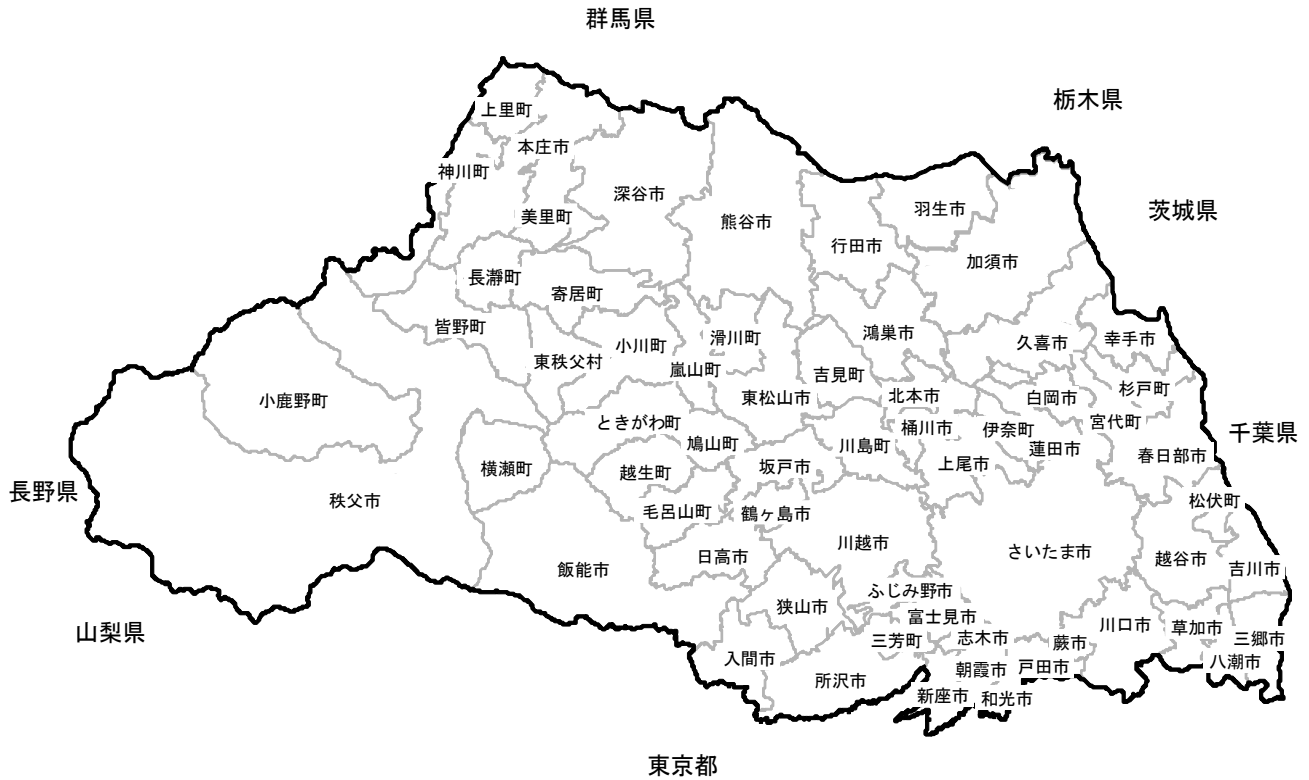 群馬県
栃木県
上里町
本庄市
神川町
深谷市
美里町
熊谷市
羽生市
茨城県
行田市
加須市
長瀞町
寄居町
皆野町
小川町
滑川町
鴻巣市
久喜市
幸手市
東秩父村
嵐山町
吉見町
小鹿野町
東松山市
北本市
白岡市
杉戸町
ときがわ町
桶川市
伊奈町
宮代町
千葉県
鳩山町
川島町
蓮田市
春日部市
横瀬町
越生町
坂戸市
上尾市
長野県
秩父市
毛呂山町
鶴ヶ島市
松伏町
川越市
さいたま市
日高市
越谷市
飯能市
吉川市
ふじみ野市
狭山市
富士見市
山梨県
三芳町
志木市
蕨市
川口市
草加市
三郷市
入間市
所沢市
朝霞市
戸田市
八潮市
新座市
和光市
東京都